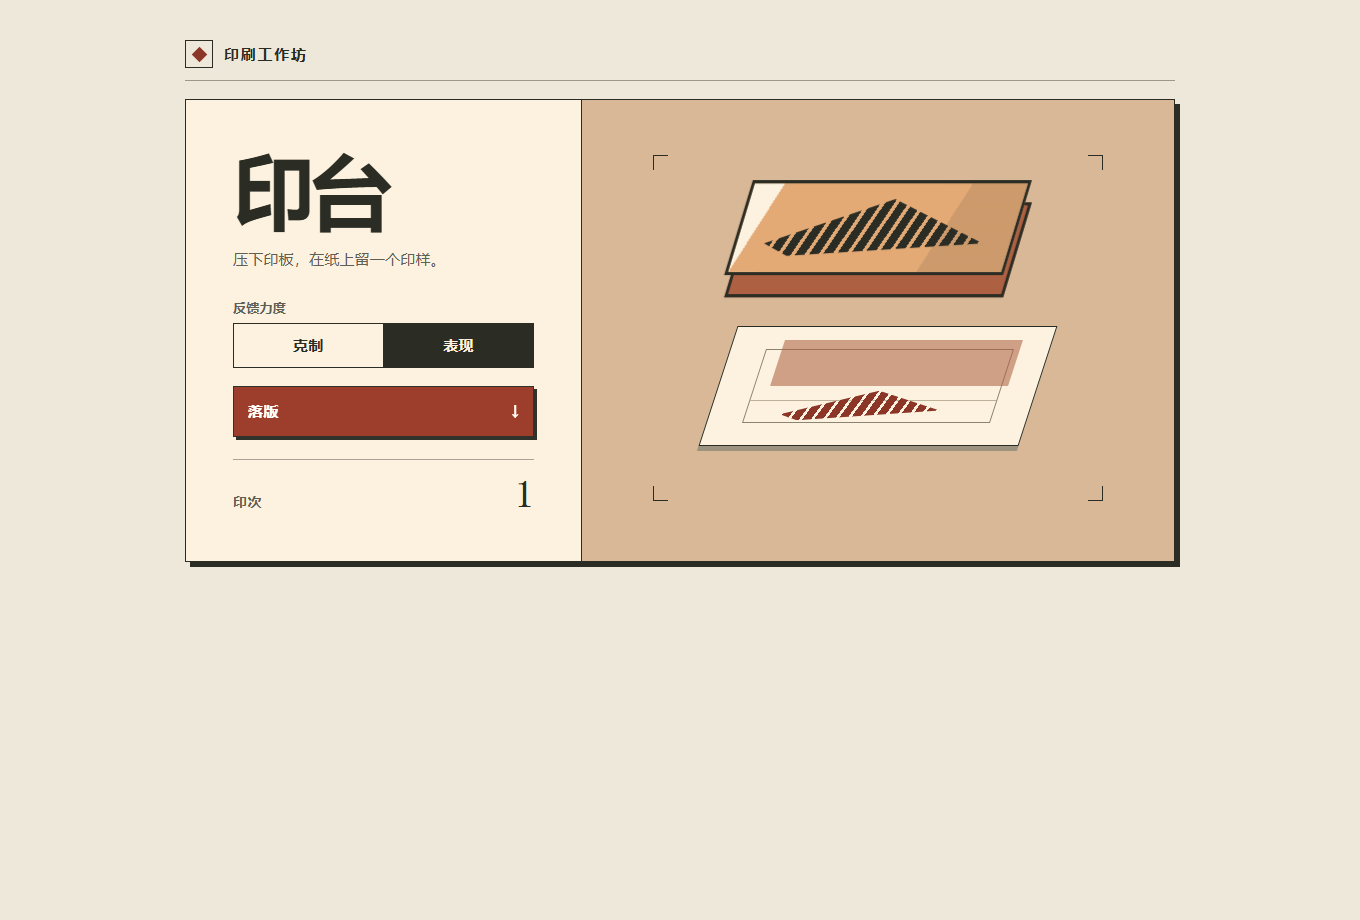 印刷工作坊
印台
压下印板，在纸上留一个印样。
反馈力度
克制 表现
落版 ↓
印次 1